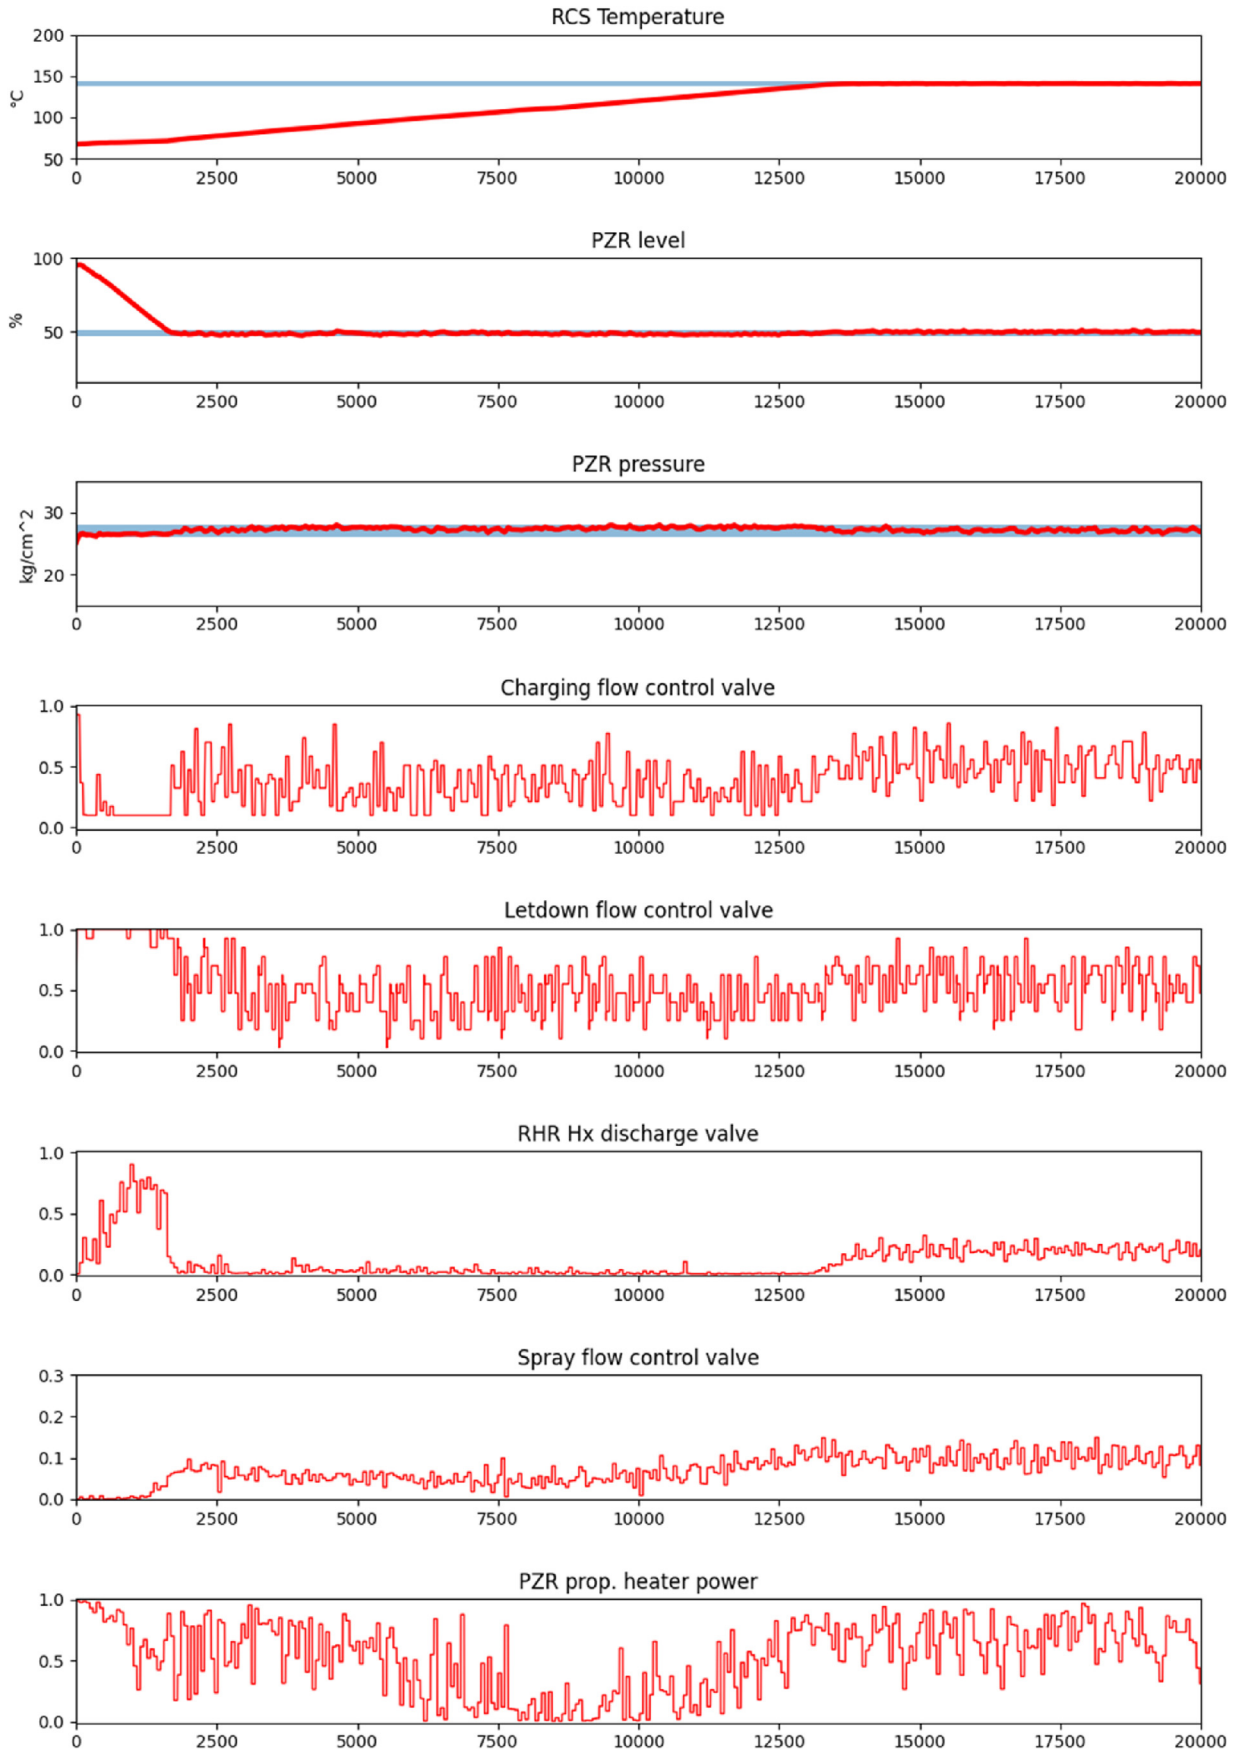 RCS Temperature
200
150
100
50
°C
0 2500 5000 7500 10000 12500 15000 17500 20000
PZR level
100
50
%
0 2500 5000 7500 10000 12500 15000 17500 20000
PZR pressure
30
20
kg/cm^2
0 2500 5000 7500 10000 12500 15000 17500 20000
Charging flow control valve
1.0
0.5
0.0
0 2500 5000 7500 10000 12500 15000 17500 20000
Letdown flow control valve
1.0
0.5
0.0
0 2500 5000 7500 10000 12500 15000 17500 20000
RHR Hx discharge valve
1.0
0.5
0.0
0 2500 5000 7500 10000 12500 15000 17500 20000
Spray flow control valve
0.3
0.2
0.1
0.0
0 2500 5000 7500 10000 12500 15000 17500 20000
PZR prop. heater power
1.0
0.5
0.0
0 2500 5000 7500 10000 12500 15000 17500 20000